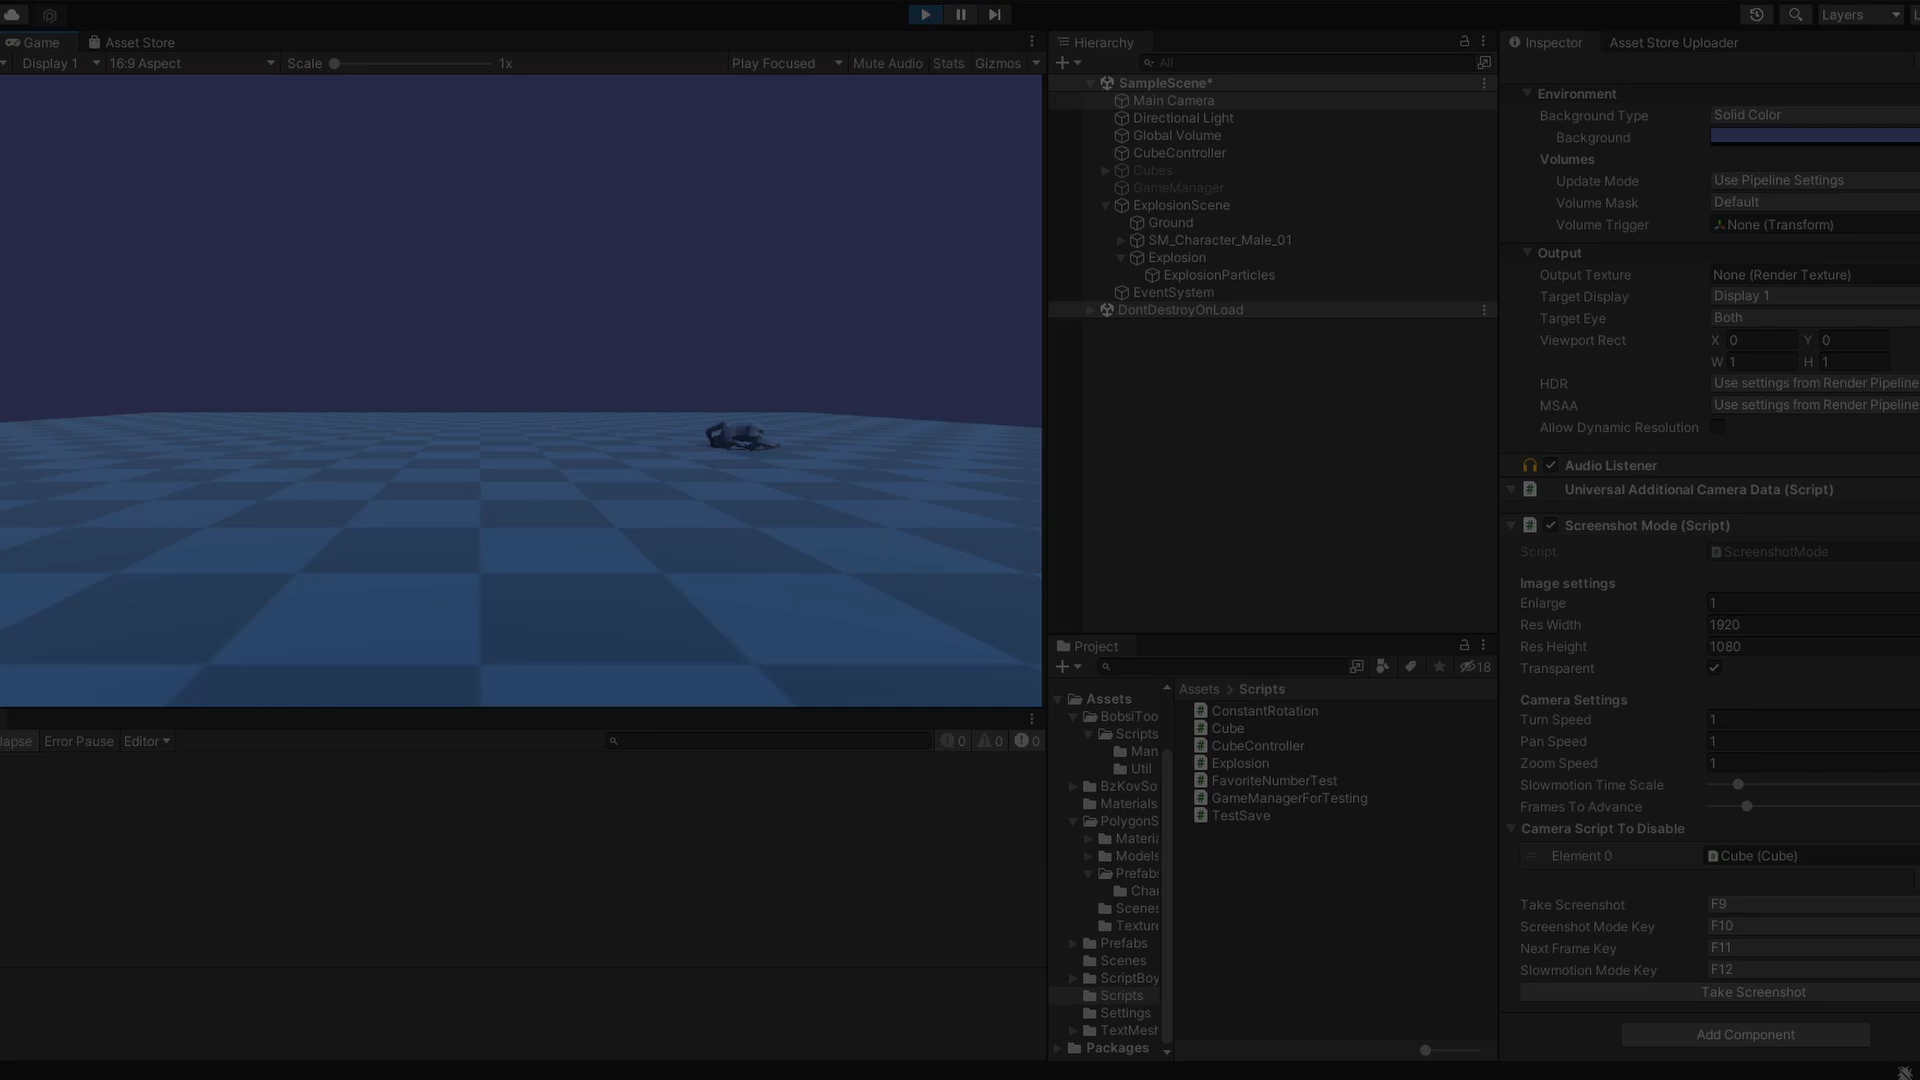 Layers
Game
Asset Store
Display 1
16:9 Aspect
Scale
1x
Play Focused
Mute Audio
Stats
Gizmos
Hierarchy
All
SampleScene*
Main Camera
Directional Light
Global Volume
CubeController
Cubes
GameManager
ExplosionScene
Ground
SM_Character_Male_01
Explosion
ExplosionParticles
EventSystem
DontDestroyOnLoad
Inspector
Asset Store Uploader
Environment
Background Type Solid Color
Background
Volumes
Update Mode Use Pipeline Settings
Volume Mask Default
Volume Trigger None (Transform)
Output
Output Texture None (Render Texture)
Target Display Display 1
Target Eye Both
Viewport Rect X 0 Y 0
W 1 H 1
HDR Use settings from Render Pipeline
MSAA Use settings from Render Pipeline
Allow Dynamic Resolution
Audio Listener
# Universal Additional Camera Data (Script)
# Screenshot Mode (Script)
Script ScreenshotMode
Image settings
Enlarge 1
Res Width 1920
Res Height 1080
Transparent
Camera Settings
Turn Speed 1
Pan Speed 1
Zoom Speed 1
Slowmotion Time Scale
Frames To Advance
Camera Script To Disable
Element 0 Cube (Cube)
Take Screenshot F9
Screenshot Mode Key F10
Next Frame Key F11
Slowmotion Mode Key F12
Take Screenshot
Add Component
Project
18
Assets
BobsiToo
Scripts
Man
Util
BzKovSo
Materials
PolygonS
Materia
Models
Prefab
Cha
Scenes
Texture
Prefabs
Scenes
ScriptBoy
Scripts
Settings
TextMesh
Packages
Assets > Scripts
# ConstantRotation
# Cube
# CubeController
# Explosion
# FavoriteNumberTest
# GameManagerForTesting
# TestSave
lapse
Error Pause
Editor
0
0
0